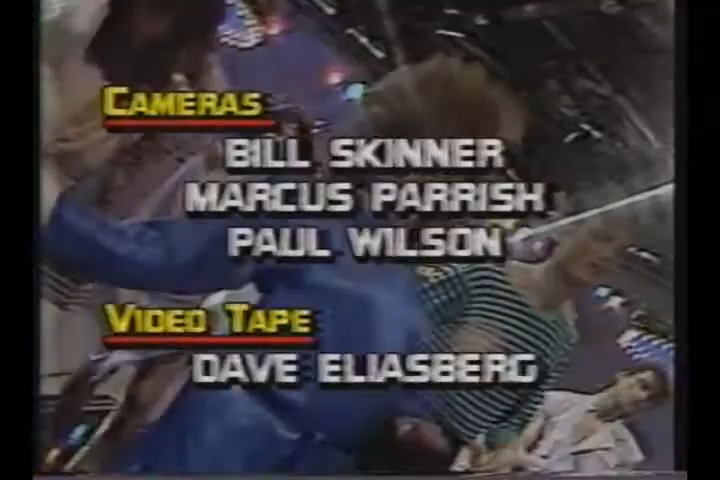 CAMERAS
BILL SKINNER
MARCUS PARRISH
PAUL WILSON
VIDEO TAPE
DAVE ELIASBERG